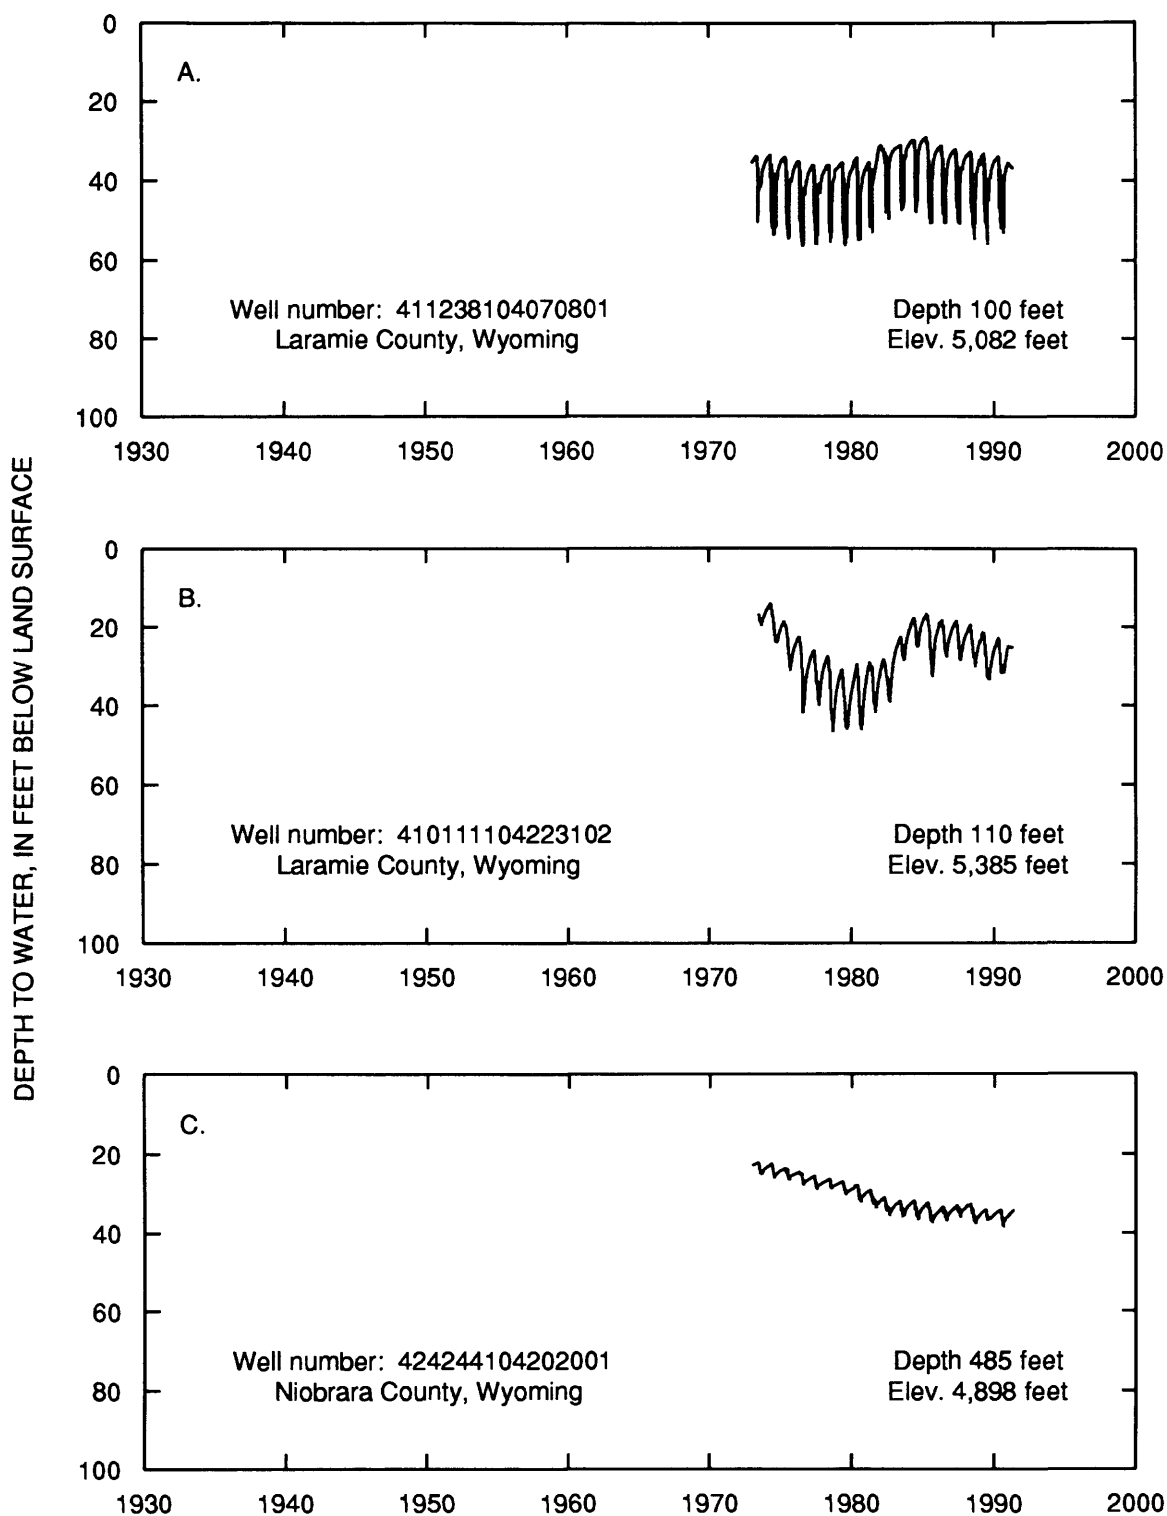 DEPTH TO WATER, IN FEET BELOW LAND SURFACE
0
A.
20
40
60
Well number: 411238104070801 Depth 100 feet
Laramie County, Wyoming Elev. 5,082 feet
80
100
1930 1940 1950 1960 1970 1980 1990 2000
0
B.
20
40
60
Well number: 410111104223102 Depth 110 feet
Laramie County, Wyoming Elev. 5,385 feet
80
100
1930 1940 1950 1960 1970 1980 1990 2000
0
C.
20
40
60
Well number: 424244104202001 Depth 485 feet
Niobrara County, Wyoming Elev. 4,898 feet
80
100
1930 1940 1950 1960 1970 1980 1990 2000